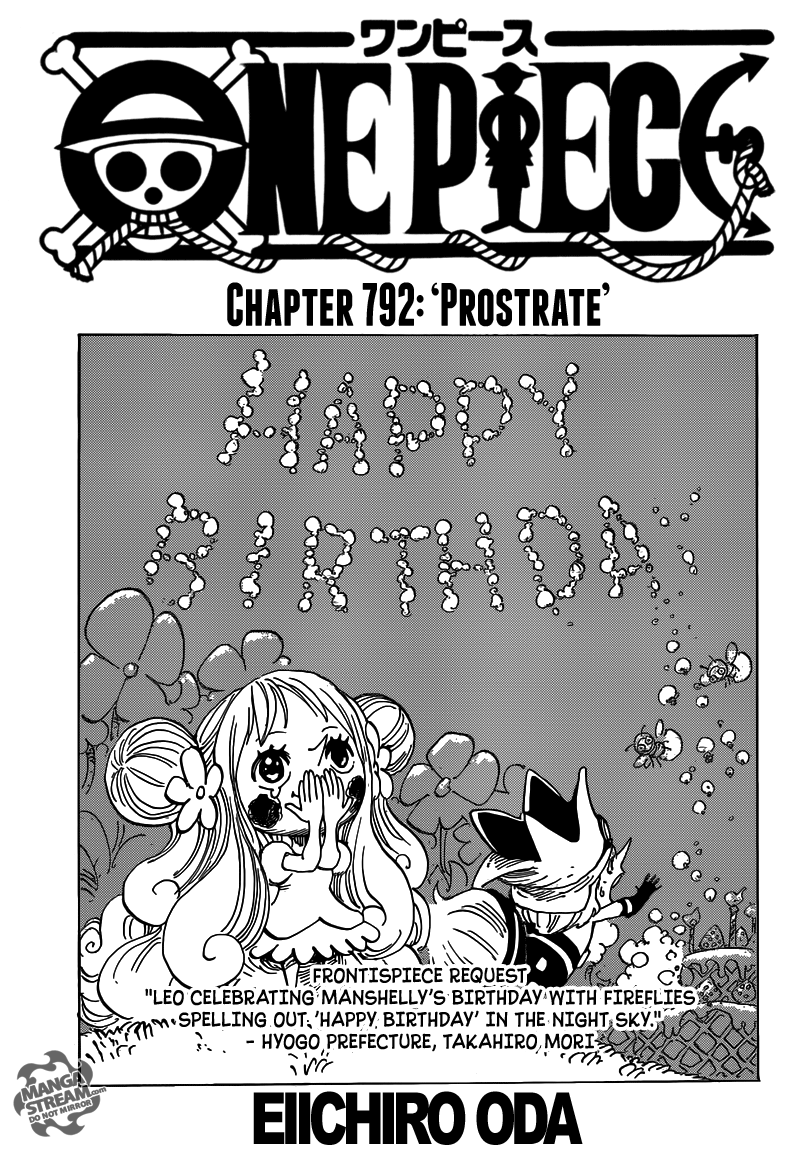 ワンピース
ONE PIECE
CHAPTER 792: ‘PROSTRATE’
HAPPY
BIRTHDAY
FRONTISPIECE REQUEST
"LEO CELEBRATING MANSHELLY'S BIRTHDAY WITH FIREFLIES
SPELLING OUT 'HAPPY BIRTHDAY' IN THE NIGHT SKY."
- HYOGO PREFECTURE, TAKAHIRO MORI
MANGA
STREAM.com
DO NOT MIRROR
EIICHIRO ODA